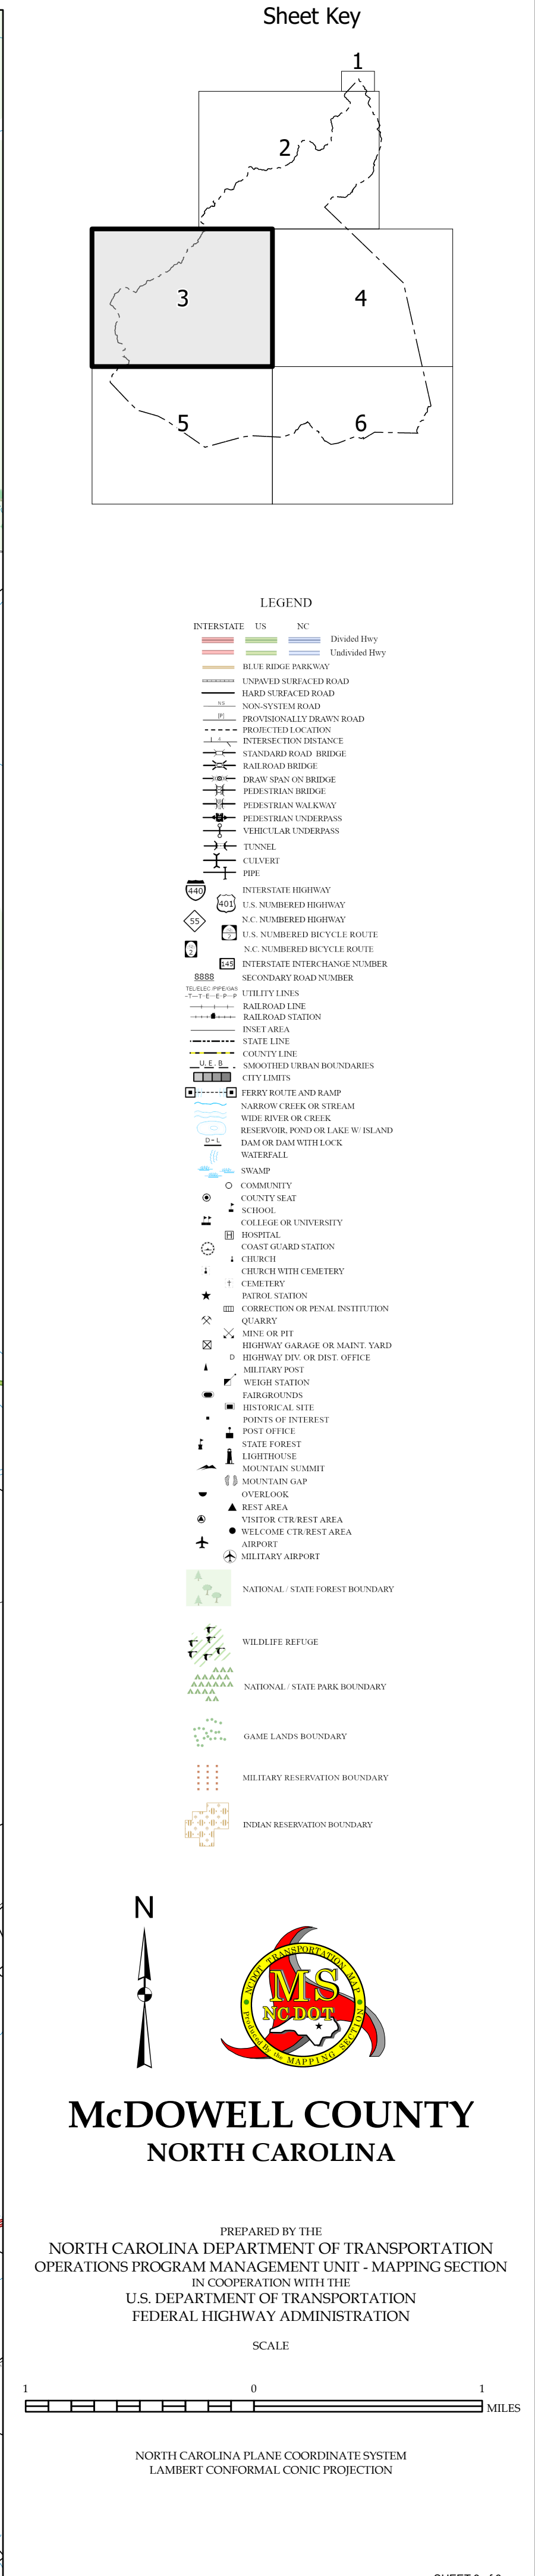 Sheet Key
1
2
3
4
5
6
LEGEND
INTERSTATE US NC
Divided Hwy
Undivided Hwy
BLUE RIDGE PARKWAY
UNPAVED SURFACED ROAD
HARD SURFACED ROAD
NS
NON-SYSTEM ROAD
[P]
PROVISIONALLY DRAWN ROAD
PROJECTED LOCATION
INTERSECTION DISTANCE
STANDARD ROAD BRIDGE
RAILROAD BRIDGE
DRAW SPAN ON BRIDGE
PEDESTRIAN BRIDGE
PEDESTRIAN WALKWAY
PEDESTRIAN UNDERPASS
VEHICULAR UNDERPASS
TUNNEL
CULVERT
PIPE
440 INTERSTATE HIGHWAY
401 U.S. NUMBERED HIGHWAY
55 N.C. NUMBERED HIGHWAY
2 U.S. NUMBERED BICYCLE ROUTE
2 N.C. NUMBERED BICYCLE ROUTE
145 INTERSTATE INTERCHANGE NUMBER
8888 SECONDARY ROAD NUMBER
TEL/ELEC/PIPE/GAS
-T--T-E--E-P--P UTILITY LINES
RAILROAD LINE
RAILROAD STATION
INSET AREA
STATE LINE
COUNTY LINE
U.E.B SMOOTHED URBAN BOUNDARIES
CITY LIMITS
FERRY ROUTE AND RAMP
NARROW CREEK OR STREAM
WIDE RIVER OR CREEK
RESERVOIR, POND OR LAKE W/ ISLAND
D-L DAM OR DAM WITH LOCK
WATERFALL
SWAMP
COMMUNITY
COUNTY SEAT
SCHOOL
COLLEGE OR UNIVERSITY
H HOSPITAL
COAST GUARD STATION
CHURCH
CHURCH WITH CEMETERY
CEMETERY
PATROL STATION
CORRECTION OR PENAL INSTITUTION
QUARRY
MINE OR PIT
HIGHWAY GARAGE OR MAINT. YARD
D HIGHWAY DIV. OR DIST. OFFICE
MILITARY POST
WEIGH STATION
FAIRGROUNDS
HISTORICAL SITE
POINTS OF INTEREST
POST OFFICE
STATE FOREST
LIGHTHOUSE
MOUNTAIN SUMMIT
MOUNTAIN GAP
OVERLOOK
REST AREA
VISITOR CTR/REST AREA
WELCOME CTR/REST AREA
AIRPORT
MILITARY AIRPORT
NATIONAL / STATE FOREST BOUNDARY
WILDLIFE REFUGE
NATIONAL / STATE PARK BOUNDARY
GAME LANDS BOUNDARY
MILITARY RESERVATION BOUNDARY
INDIAN RESERVATION BOUNDARY
N
NCDOT TRANSPORTATION MAP
MS
NCDOT
Produced By the MAPPING SECTION
McDOWELL COUNTY
NORTH CAROLINA
PREPARED BY THE
NORTH CAROLINA DEPARTMENT OF TRANSPORTATION
OPERATIONS PROGRAM MANAGEMENT UNIT - MAPPING SECTION
IN COOPERATION WITH THE
U.S. DEPARTMENT OF TRANSPORTATION
FEDERAL HIGHWAY ADMINISTRATION
SCALE
1 0 1
MILES
NORTH CAROLINA PLANE COORDINATE SYSTEM
LAMBERT CONFORMAL CONIC PROJECTION